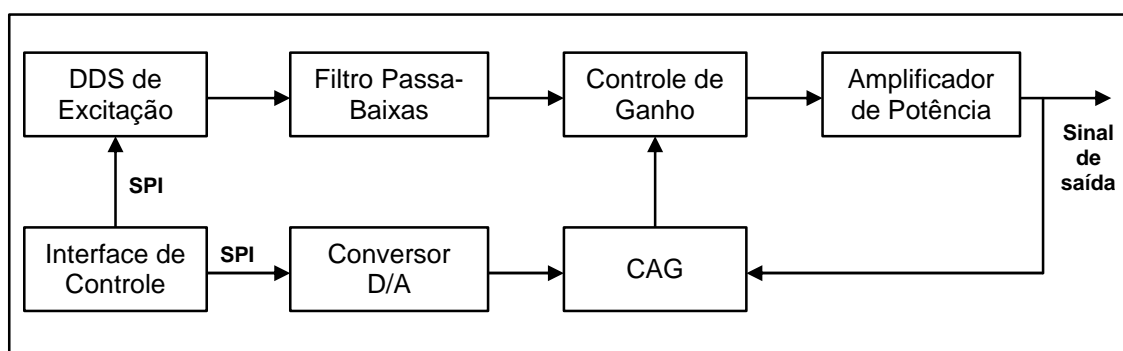 DDS de
Excitação
Filtro Passa-
Baixas
Controle de
Ganho
Amplificador
de Potência
Sinal
de
saída
SPI
Interface de
Controle
SPI
Conversor
D/A
CAG